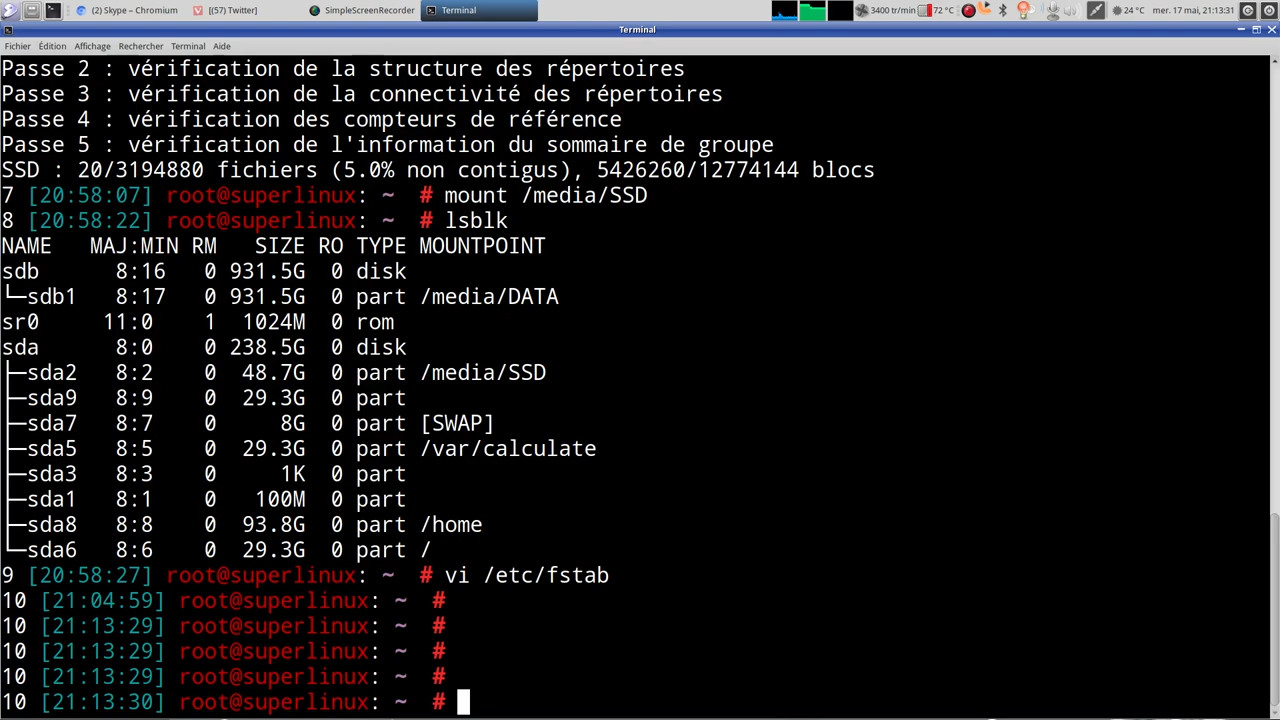 (2) Skype – Chromium [(57) Twitter] SimpleScreenRecorder Terminal 3400 tr/min 72 °C 24 °C mer. 17 mai, 21:13:31
Terminal
Fichier Édition Affichage Rechercher Terminal Aide
Passe 2 : vérification de la structure des répertoires
Passe 3 : vérification de la connectivité des répertoires
Passe 4 : vérification des compteurs de référence
Passe 5 : vérification de l'information du sommaire de groupe
SSD : 20/3194880 fichiers (5.0% non contigus), 5426260/12774144 blocs
7 [20:58:07] root@superlinux: ~ # mount /media/SSD
8 [20:58:22] root@superlinux: ~ # lsblk
NAME MAJ:MIN RM SIZE RO TYPE MOUNTPOINT
sdb 8:16 0 931.5G 0 disk
└─sdb1 8:17 0 931.5G 0 part /media/DATA
sr0 11:0 1 1024M 0 rom
sda 8:0 0 238.5G 0 disk
├─sda2 8:2 0 48.7G 0 part /media/SSD
├─sda9 8:9 0 29.3G 0 part
├─sda7 8:7 0 8G 0 part [SWAP]
├─sda5 8:5 0 29.3G 0 part /var/calculate
├─sda3 8:3 0 1K 0 part
├─sda1 8:1 0 100M 0 part
├─sda8 8:8 0 93.8G 0 part /home
└─sda6 8:6 0 29.3G 0 part /
9 [20:58:27] root@superlinux: ~ # vi /etc/fstab
10 [21:04:59] root@superlinux: ~ #
10 [21:13:29] root@superlinux: ~ #
10 [21:13:29] root@superlinux: ~ #
10 [21:13:29] root@superlinux: ~ #
10 [21:13:30] root@superlinux: ~ #